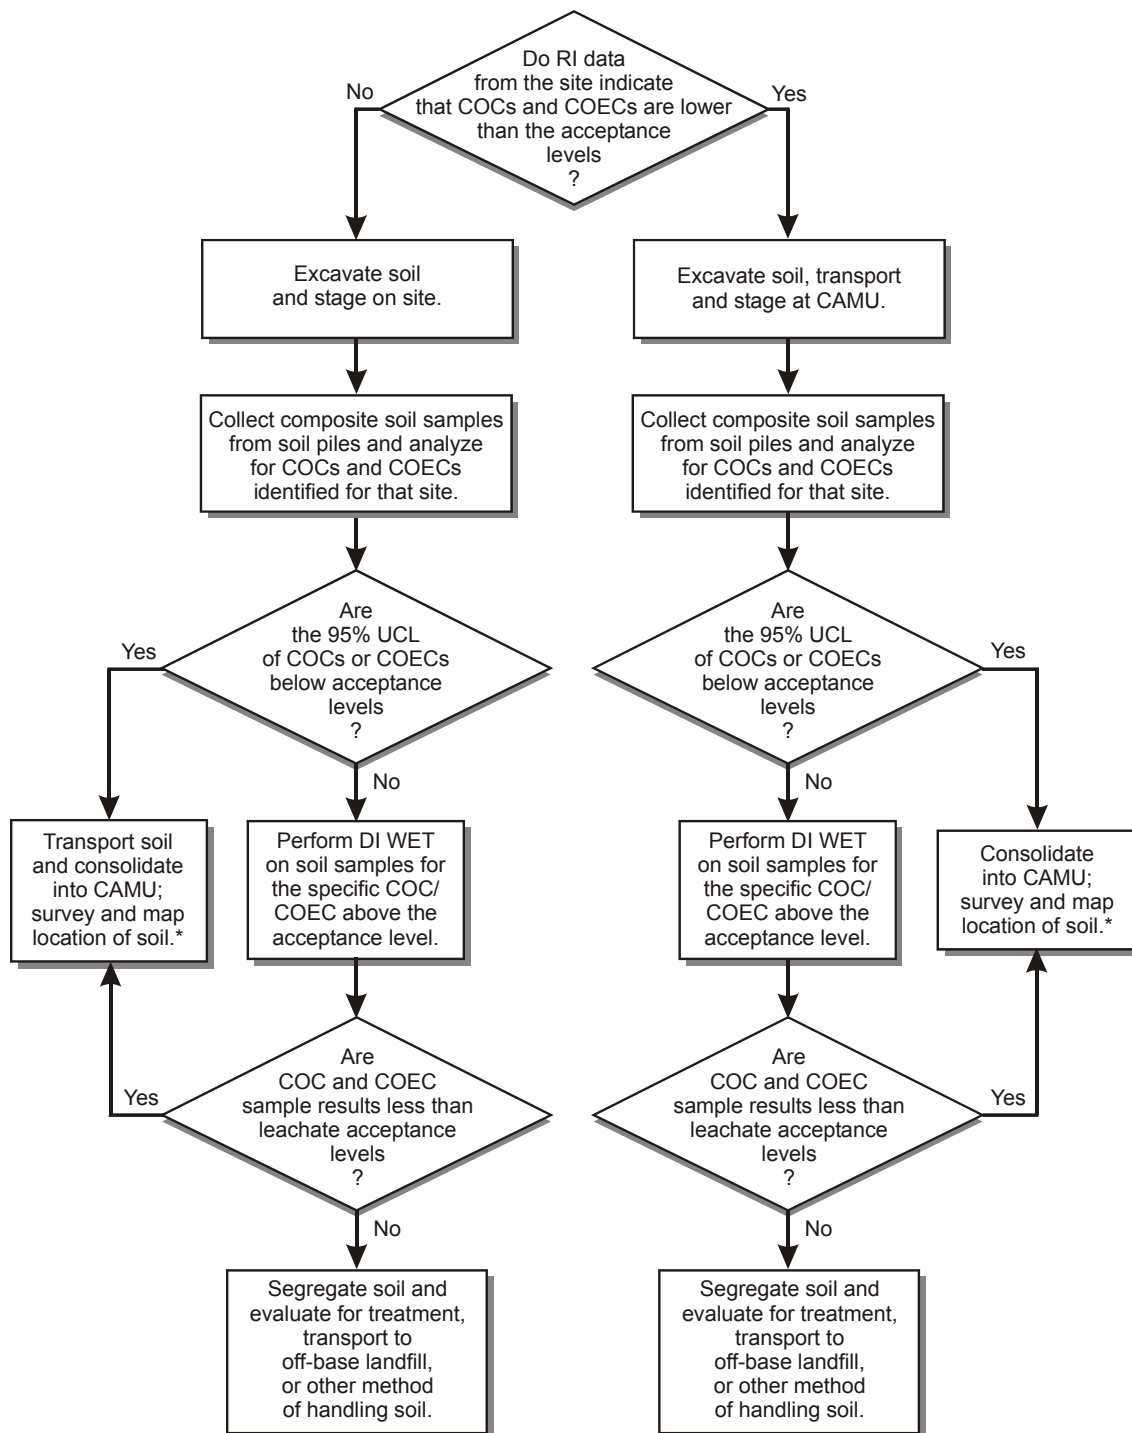 Do RI data
from the site indicate
that COCs and COECs are lower
than the acceptance
levels
?
No
Yes
Excavate soil
and stage on site.
Excavate soil, transport
and stage at CAMU.
Collect composite soil samples
from soil piles and analyze
for COCs and COECs
identified for that site.
Collect composite soil samples
from soil piles and analyze
for COCs and COECs
identified for that site.
Are
the 95% UCL
of COCs or COECs
below acceptance
levels
?
Yes
No
Are
the 95% UCL
of COCs or COECs
below acceptance
levels
?
Yes
No
Transport soil
and consolidate
into CAMU;
survey and map
location of soil.*
Perform DI WET
on soil samples for
the specific COC/
COEC above the
acceptance level.
Perform DI WET
on soil samples for
the specific COC/
COEC above the
acceptance level.
Consolidate
into CAMU;
survey and map
location of soil.*
Are
COC and COEC
sample results less than
leachate acceptance
levels
?
Yes
No
Are
COC and COEC
sample results less than
leachate acceptance
levels
?
Yes
No
Segregate soil and
evaluate for treatment,
transport to
off-base landfill,
or other method
of handling soil.
Segregate soil and
evaluate for treatment,
transport to
off-base landfill,
or other method
of handling soil.